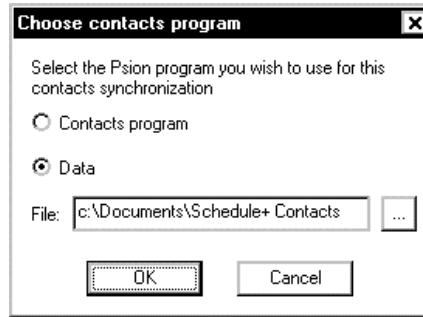 Choose contacts program
Select the Psion program you wish to use for this
contacts synchronization
Contacts program
Data
File: c:\Documents\Schedule+ Contacts ...
OK Cancel